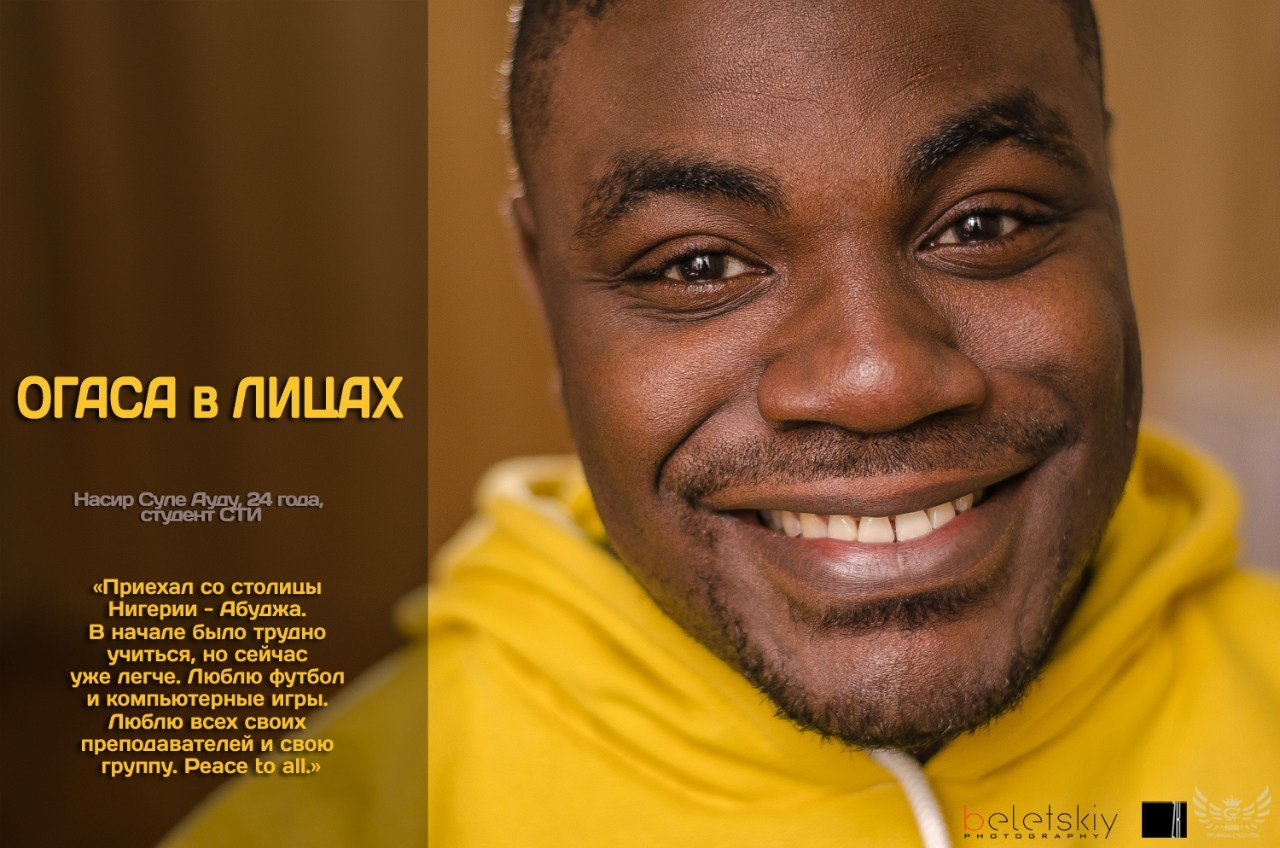 ОГАСА в ЛИЦАХ
Насир Суле Ауду, 24 года,
студент СТИ
«Приехал со столицы
Нигерии - Абуджа.
В начале было трудно
учиться, но сейчас
уже легче. Люблю футбол
и компьютерные игры.
Люблю всех своих
преподавателей и свою
группу. Peace to all.»
beletskiy
PHOTOGRAPHY